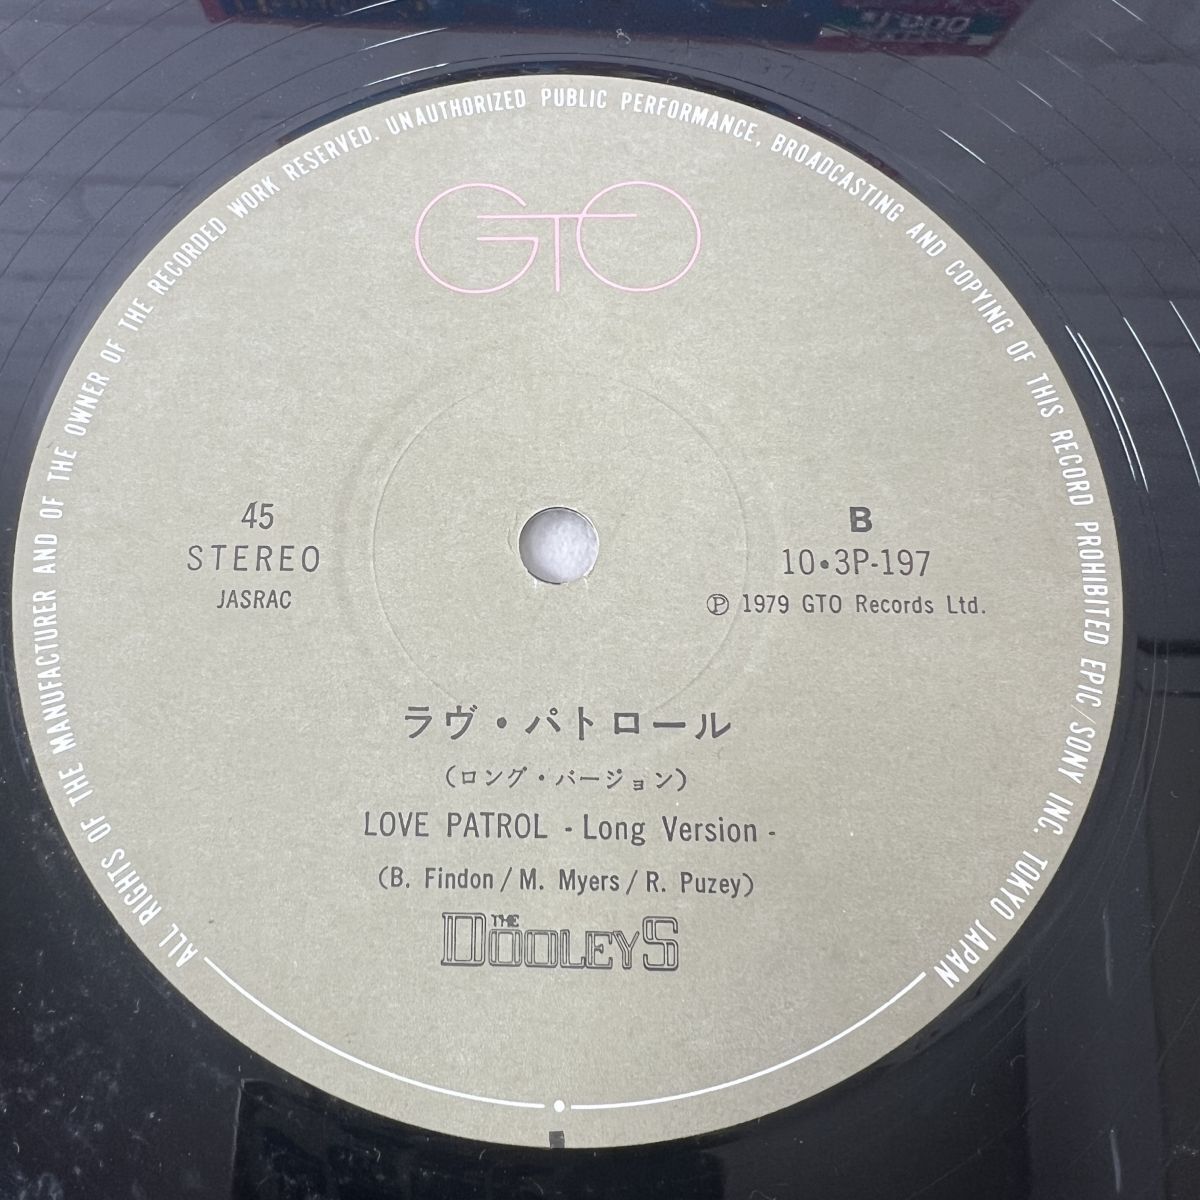 ALL RIGHTS OF THE MANUFACTURER AND OF THE OWNER OF THE RECORDED WORK RESERVED. UNAUTHORIZED PUBLIC PERFORMANCE, BROADCASTING AND COPYING OF THIS RECORD PROHIBITED EPIC/SONY INC. TOKYO JAPAN
GTO
45
STEREO
JASRAC
B
10・3P-197
Ⓟ 1979 GTO Records Ltd.
ラヴ・パトロール
（ロング・バージョン）
LOVE PATROL - Long Version -
(B. Findon / M. Myers / R. Puzey)
THE DOOLEYS